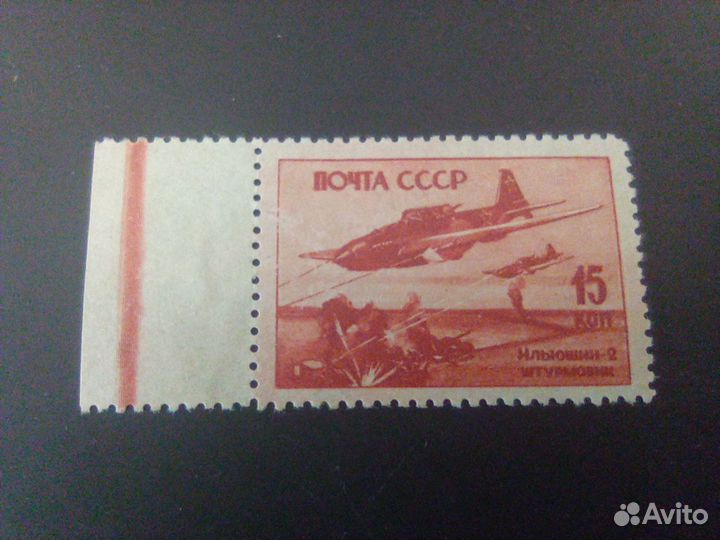 ПОЧТА СССР
15
КОП
Ильюшин-2
штурмовик
Avito